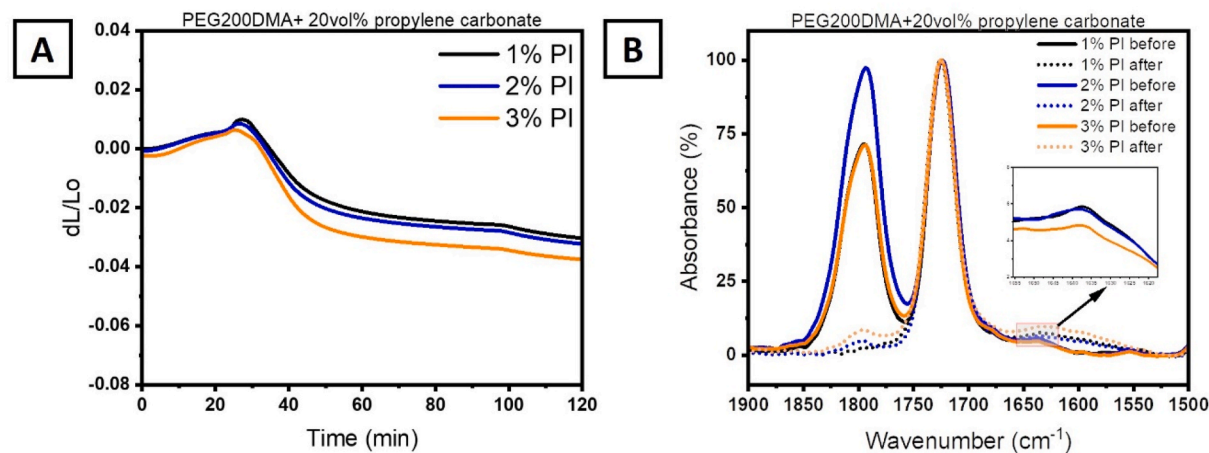 A
PEG200DMA+ 20vol% propylene carbonate
1% PI
2% PI
3% PI
0.04
0.02
0.00
-0.02
-0.04
-0.06
-0.08
dL/Lo
0 20 40 60 80 100 120
Time (min)
B
PEG200DMA+20vol% propylene carbonate
1% PI before
1% PI after
2% PI before
2% PI after
3% PI before
3% PI after
100
75
50
25
0
Absorbance (%)
1900 1850 1800 1750 1700 1650 1600 1550 1500
Wavenumber (cm⁻¹)